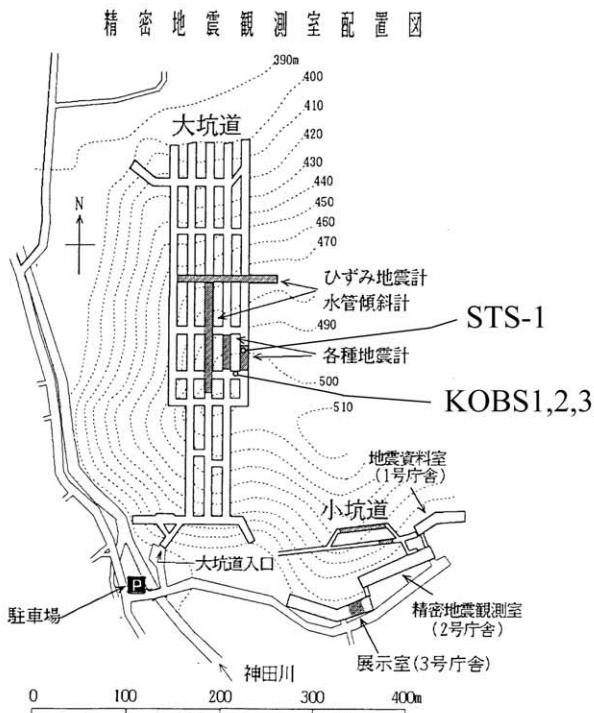 精密地震観測室配置図
390m
400
大坑道
410
420
430
440
N
450
460
470
ひずみ地震計
水管傾斜計
STS-1
490
各種地震計
500
KOBS1,2,3
510
地震資料室
(1号庁舎)
小坑道
大坑道入口
P
駐車場
精密地震観測室
(2号庁舎)
展示室(3号庁舎)
神田川
0 100 200 300 400m